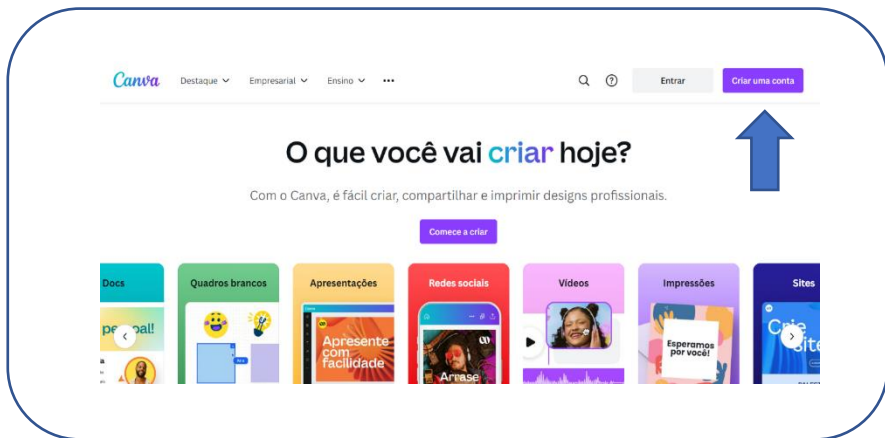 Canva Destaque Empresarial Ensino ••• Entrar Criar uma conta
O que você vai criar hoje?
Com o Canva, é fácil criar, compartilhar e imprimir designs profissionais.
Comece a criar
Docs Quadros brancos Apresentações Redes sociais Vídeos Impressões Sites
Apresente
com
facilidade
Arrase
Esperamos
por você!
Crie